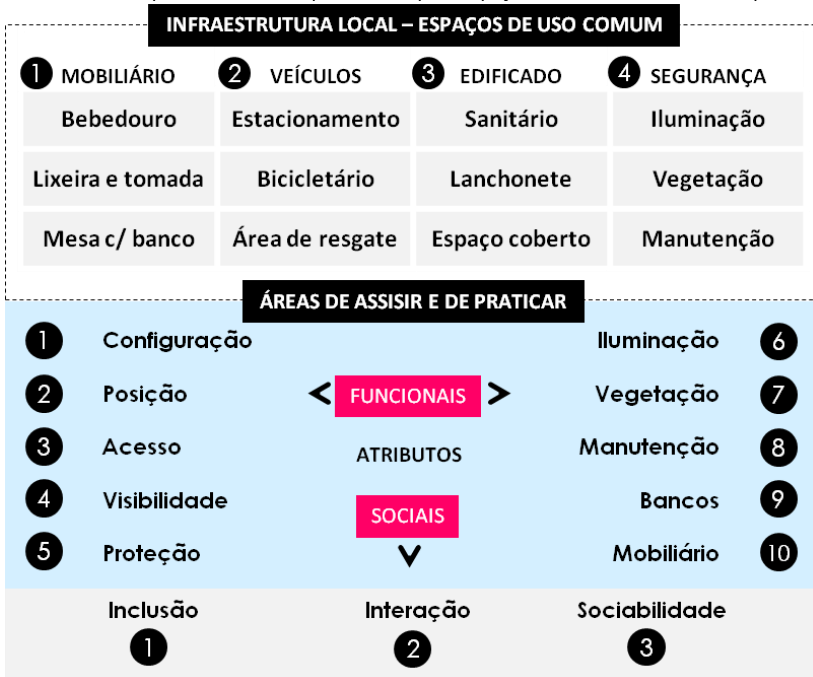 INFRAESTRUTURA LOCAL – ESPAÇOS DE USO COMUM
1 MOBILIÁRIO 2 VEÍCULOS 3 EDIFICADO 4 SEGURANÇA
Bebedouro Estacionamento Sanitário Iluminação
Lixeira e tomada Bicicletário Lanchonete Vegetação
Mesa c/ banco Área de resgate Espaço coberto Manutenção
ÁREAS DE ASSISIR E DE PRATICAR
1 Configuração Iluminação 6
2 Posição < FUNCIONAIS > Vegetação 7
3 Acesso ATRIBUTOS Manutenção 8
4 Visibilidade SOCIAIS Bancos 9
5 Proteção Mobiliário 10
Inclusão Interação Sociabilidade
1 2 3